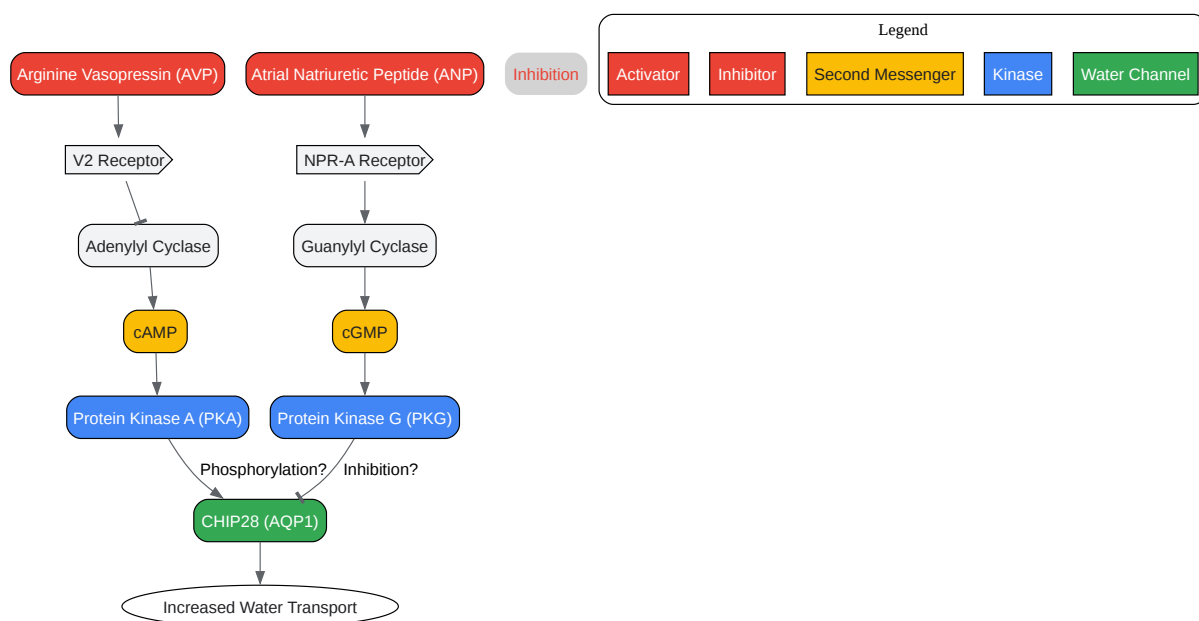 Legend
Arginine Vasopressin (AVP)
Atrial Natriuretic Peptide (ANP)
Inhibition
Activator
Inhibitor
Second Messenger
Kinase
Water Channel
V2 Receptor
NPR-A Receptor
Adenylyl Cyclase
Guanylyl Cyclase
cAMP
cGMP
Protein Kinase A (PKA)
Protein Kinase G (PKG)
Phosphorylation?
Inhibition?
CHIP28 (AQP1)
Increased Water Transport